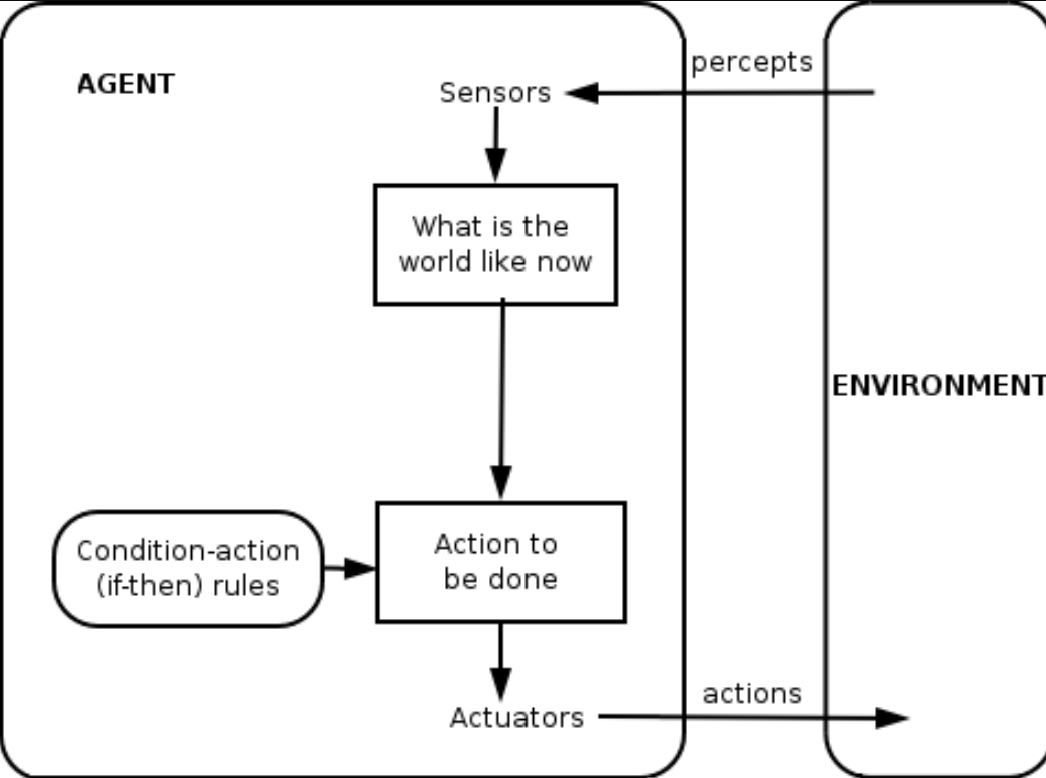 AGENT
percepts
Sensors
What is the
world like now
ENVIRONMENT
Condition-action
(if-then) rules
Action to
be done
actions
Actuators